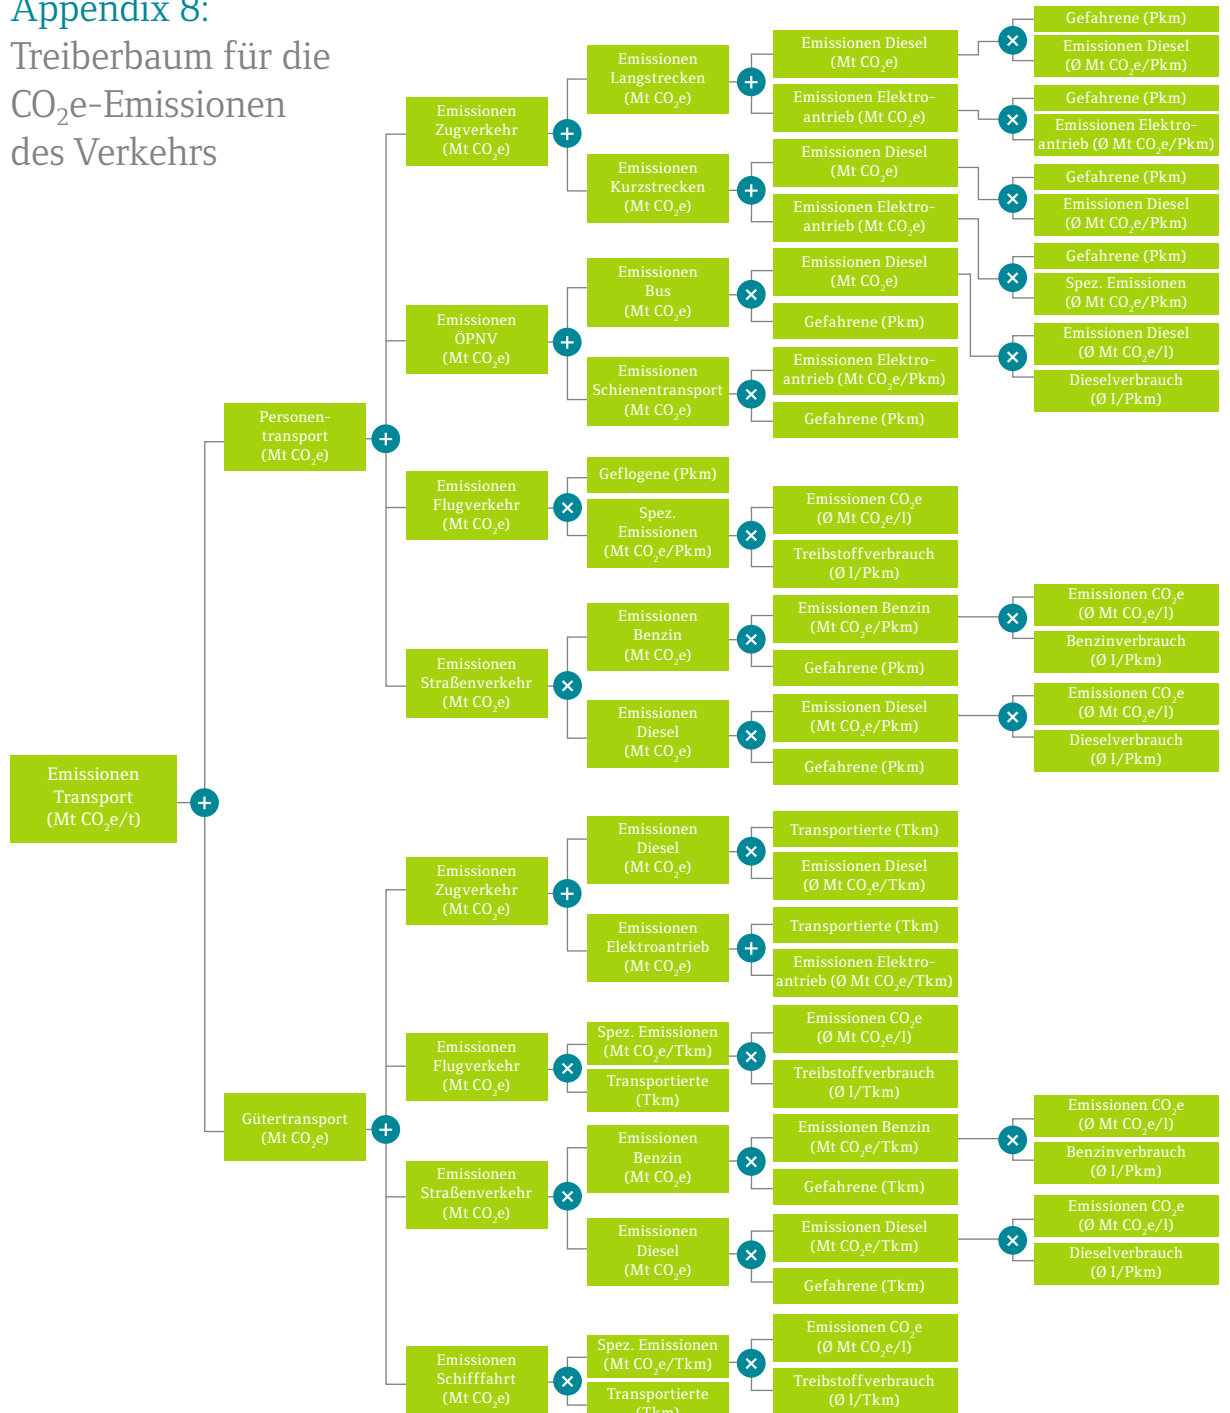 Appendix 8:
Treiberbaum für die
CO₂e-Emissionen
des Verkehrs
Emissionen
Transport
(Mt CO₂e/t)
+
Personen-
transport
(Mt CO₂e)
+
Emissionen
Zugverkehr
(Mt CO₂e)
+
Emissionen
Langstrecken
(Mt CO₂e)
+
Emissionen Diesel
(Mt CO₂e)
×
Gefahrene (Pkm)
Emissionen Diesel
(Ø Mt CO₂e/Pkm)
Emissionen Elektro-
antrieb (Mt CO₂e)
×
Gefahrene (Pkm)
Emissionen Elektro-
antrieb (Ø Mt CO₂e/Pkm)
Emissionen
Kurzstrecken
(Mt CO₂e)
+
Emissionen Diesel
(Mt CO₂e)
×
Gefahrene (Pkm)
Emissionen Diesel
(Ø Mt CO₂e/Pkm)
Emissionen Elektro-
antrieb (Mt CO₂e)
×
Gefahrene (Pkm)
Spez. Emissionen
(Ø Mt CO₂e/Pkm)
Emissionen
ÖPNV
(Mt CO₂e)
+
Emissionen
Bus
(Mt CO₂e)
×
Emissionen Diesel
(Mt CO₂e)
×
Emissionen Diesel
(Ø Mt CO₂e/l)
Dieselverbrauch
(Ø I/Pkm)
Gefahrene (Pkm)
Emissionen
Schienentransport
(Mt CO₂e)
×
Emissionen Elektro-
antrieb (Mt CO₂e/Pkm)
Gefahrene (Pkm)
Emissionen
Flugverkehr
(Mt CO₂e)
×
Geflogene (Pkm)
Spez.
Emissionen
(Mt CO₂e/Pkm)
×
Emissionen CO₂e
(Ø Mt CO₂e/l)
Treibstoffverbrauch
(Ø l/Pkm)
Emissionen
Straßenverkehr
(Mt CO₂e)
×
Emissionen
Benzin
(Mt CO₂e)
×
Emissionen Benzin
(Mt CO₂e/Pkm)
×
Emissionen CO₂e
(Ø Mt CO₂e/l)
Benzinverbrauch
(Ø I/Pkm)
Gefahrene (Pkm)
Emissionen
Diesel
(Mt CO₂e)
×
Emissionen Diesel
(Mt CO₂e/Pkm)
×
Emissionen CO₂e
(Ø Mt CO₂e/l)
Dieselverbrauch
(Ø I/Pkm)
Gefahrene (Pkm)
Gütertransport
(Mt CO₂e)
+
Emissionen
Zugverkehr
(Mt CO₂e)
+
Emissionen
Diesel
(Mt CO₂e)
×
Transportierte (Tkm)
Emissionen Diesel
(Ø Mt CO₂e/Tkm)
Emissionen
Elektroantrieb
(Mt CO₂e)
+
Transportierte (Tkm)
Emissionen Elektro-
antrieb (Ø Mt CO₂e/Tkm)
Emissionen
Flugverkehr
(Mt CO₂e)
×
Spez. Emissionen
(Mt CO₂e/Tkm)
×
Emissionen CO₂e
(Ø Mt CO₂e/l)
Treibstoffverbrauch
(Ø l/Tkm)
Transportierte
(Tkm)
Emissionen
Straßenverkehr
(Mt CO₂e)
×
Emissionen
Benzin
(Mt CO₂e)
×
Emissionen Benzin
(Mt CO₂e/Tkm)
×
Emissionen CO₂e
(Ø Mt CO₂e/l)
Benzinverbrauch
(Ø I/Pkm)
Gefahrene (Tkm)
Emissionen
Diesel
(Mt CO₂e)
×
Emissionen Diesel
(Mt CO₂e/Tkm)
×
Emissionen CO₂e
(Ø Mt CO₂e/l)
Dieselverbrauch
(Ø I/Pkm)
Gefahrene (Tkm)
Emissionen
Schifffahrt
(Mt CO₂e)
×
Spez. Emissionen
(Mt CO₂e/Tkm)
×
Emissionen CO₂e
(Ø Mt CO₂e/l)
Treibstoffverbrauch
(Ø l/Tkm)
Transportierte
(Tkm)